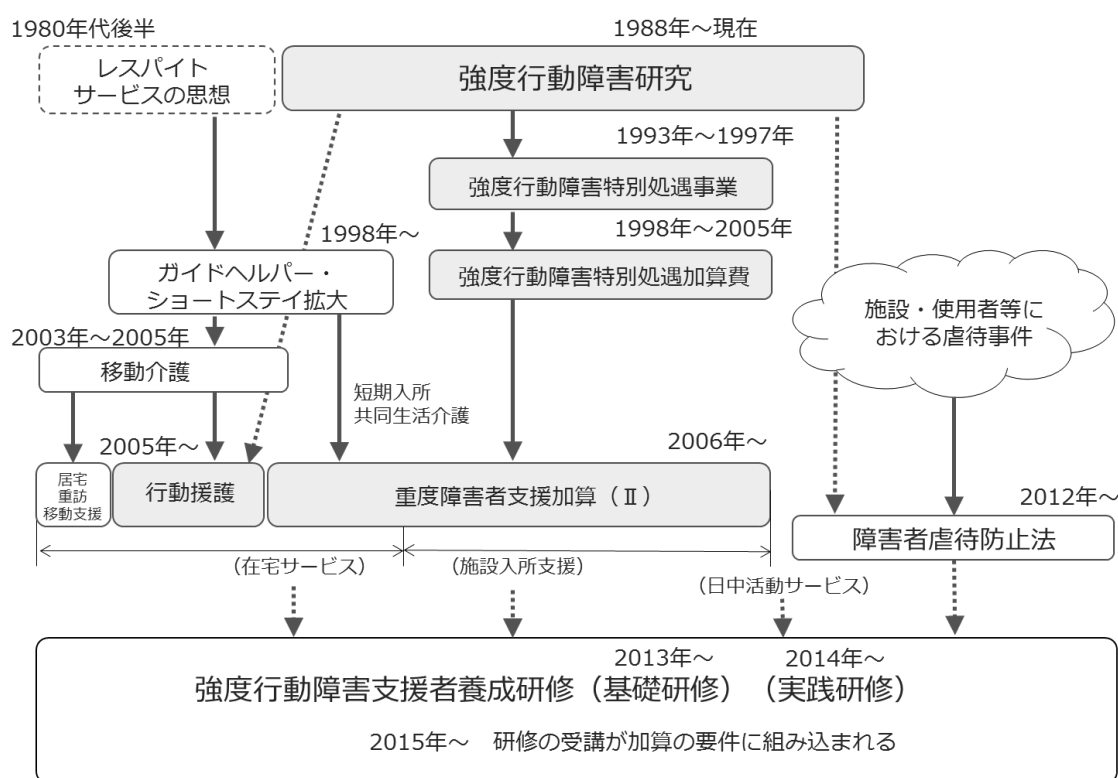 1980年代後半
1988年～現在
レスパイト
サービスの思想
強度行動障害研究
1993年～1997年
強度行動障害特別処遇事業
1998年～
1998年～2005年
ガイドヘルパー・
ショートステイ拡大
強度行動障害特別処遇加算費
施設・使用者等に
おける虐待事件
2003年～2005年
移動介護
短期入所
共同生活介護
2005年～
2006年～
居宅
重訪
移動支援
行動援護
重度障害者支援加算（Ⅱ）
2012年～
障害者虐待防止法
（在宅サービス）
（施設入所支援）
（日中活動サービス）
2013年～
2014年～
強度行動障害支援者養成研修（基礎研修）（実践研修）
2015年～　研修の受講が加算の要件に組み込まれる